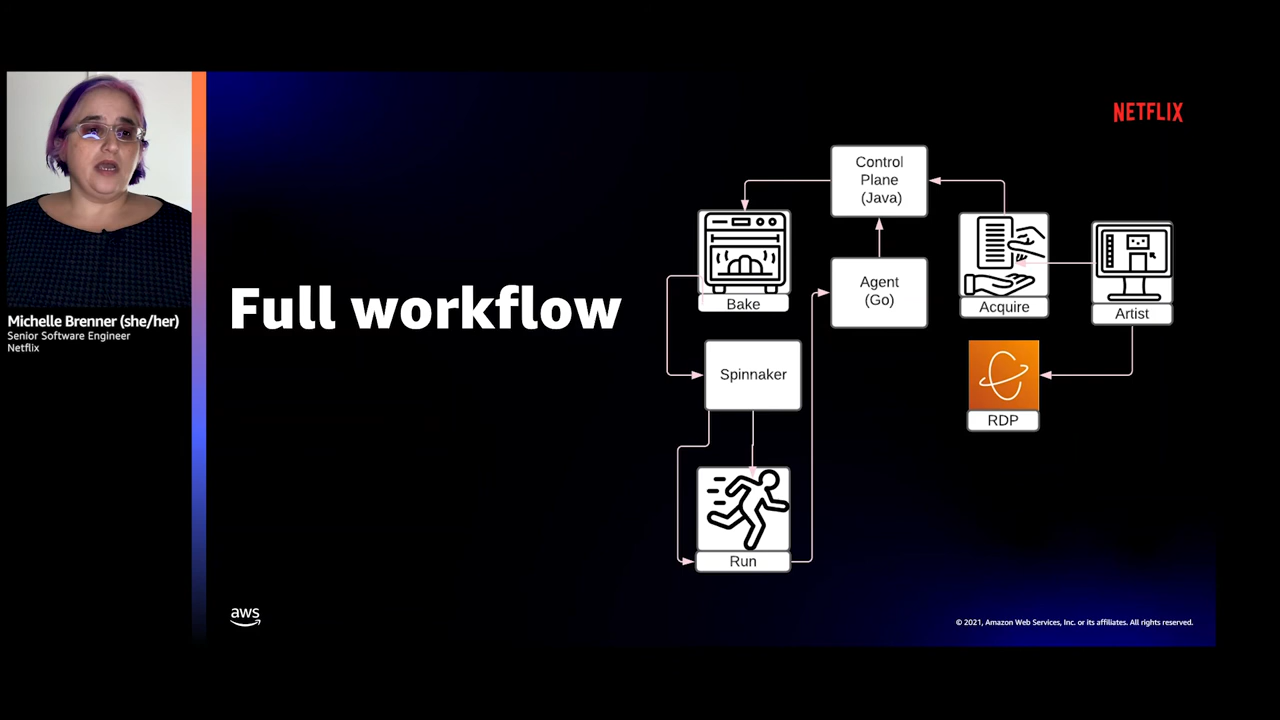 NETFLIX
Michelle Brenner (she/her)
Senior Software Engineer
Netflix
Full workflow
Control
Plane
(Java)
Bake
Agent
(Go)
Acquire
Artist
Spinnaker
RDP
Run
aws
© 2021, Amazon Web Services, Inc. or its affiliates. All rights reserved.